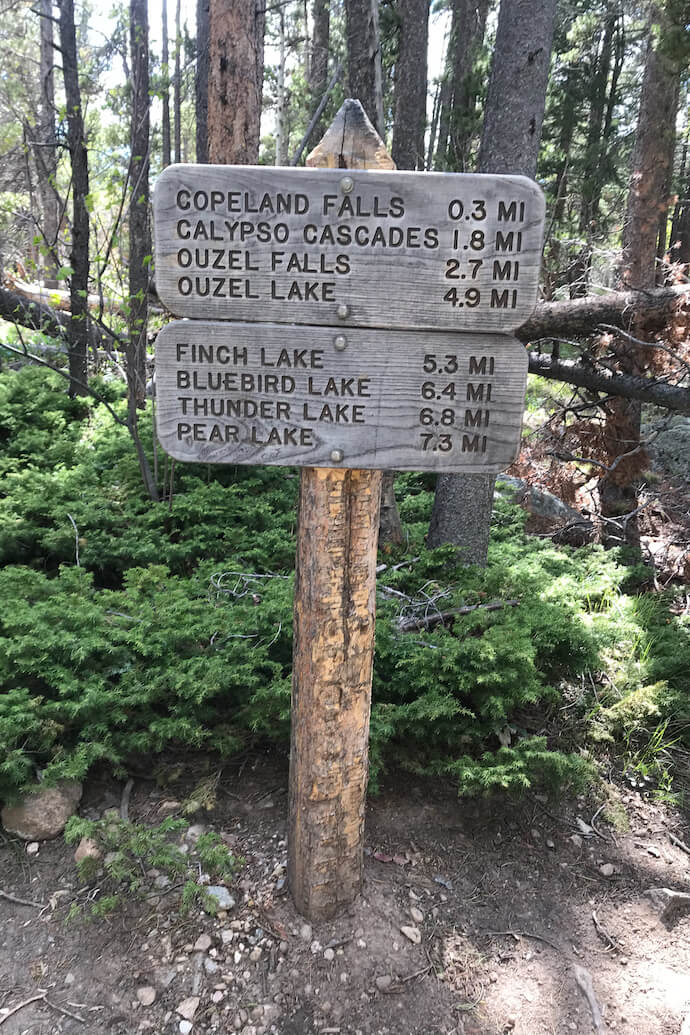 COPELAND FALLS 0.3 MI
CALYPSO CASCADES 1.8 MI
OUZEL FALLS 2.7 MI
OUZEL LAKE 4.9 MI
FINCH LAKE 5.3 MI
BLUEBIRD LAKE 6.4 MI
THUNDER LAKE 6.8 MI
PEAR LAKE 7.3 MI